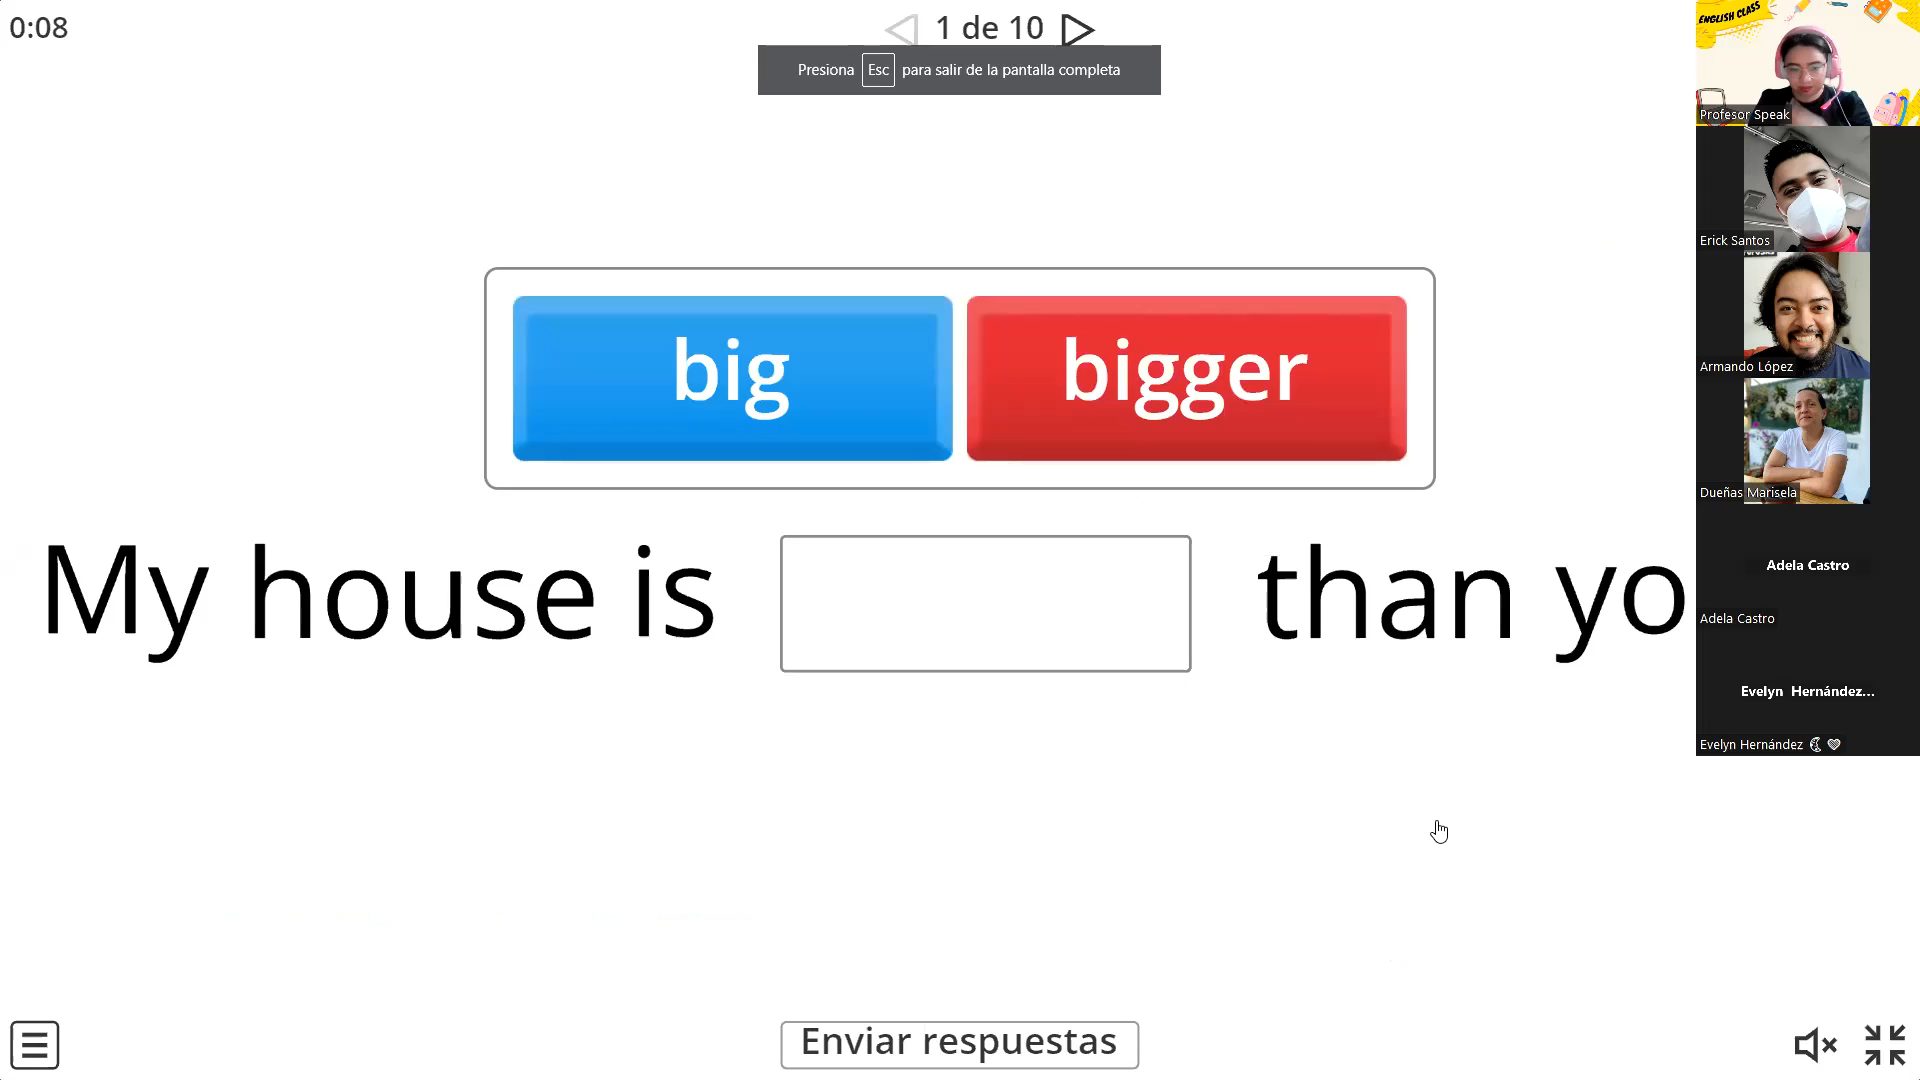 0:08
1 de 10
Presiona Esc para salir de la pantalla completa
big
bigger
My house is than yo
Enviar respuestas
ENGLISH CLASS
Profesor Speak
Erick Santos
Armando López
Dueñas Marisela
Adela Castro
Adela Castro
Evelyn Hernández...
Evelyn Hernández